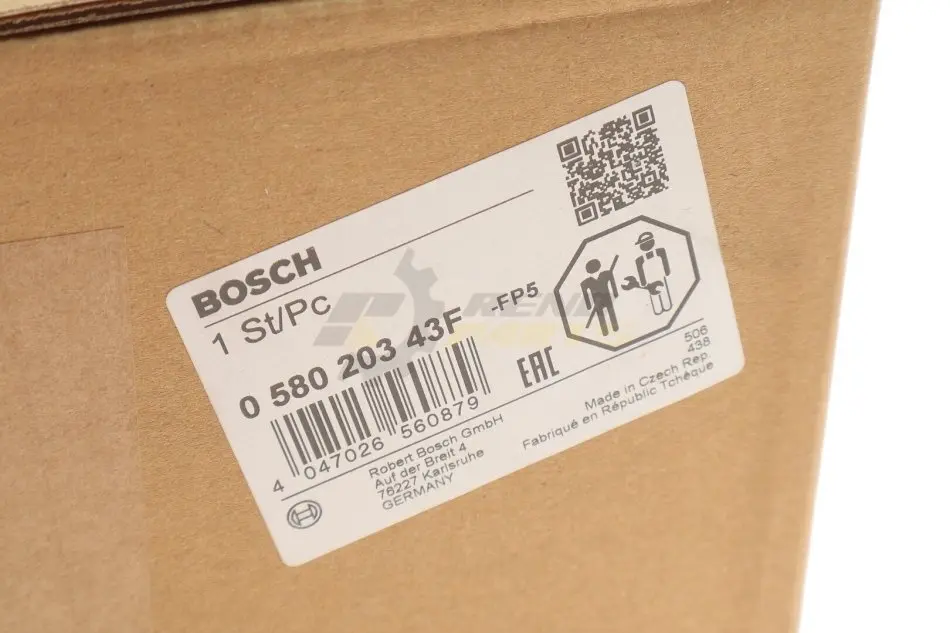 BOSCH
1 St/Pc
0 580 203 43F
-FP5
4 047026 560879
EAC
Robert Bosch GmbH
Auf der Breit 4
76227 Karlsruhe
GERMANY
506
438
Made in Czech Rep
Fabriqué en République Tchèque